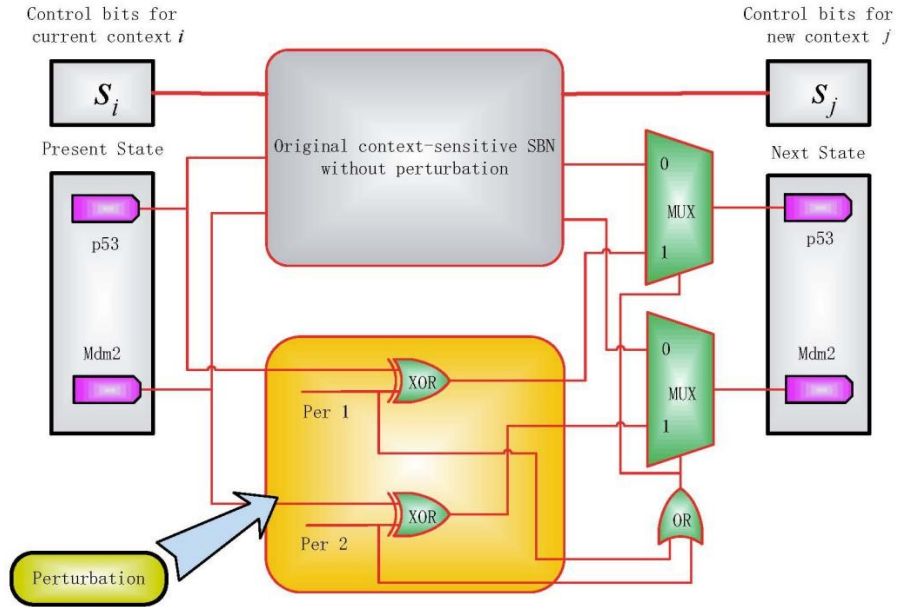 Control bits for
current context i
Control bits for
new context j
Si
Sj
Original context-sensitive SBN
without perturbation
Present State
Next State
0
MUX
1
p53
p53
Mdm2
Mdm2
0
MUX
1
XOR
Per 1
XOR
Per 2
OR
Perturbation